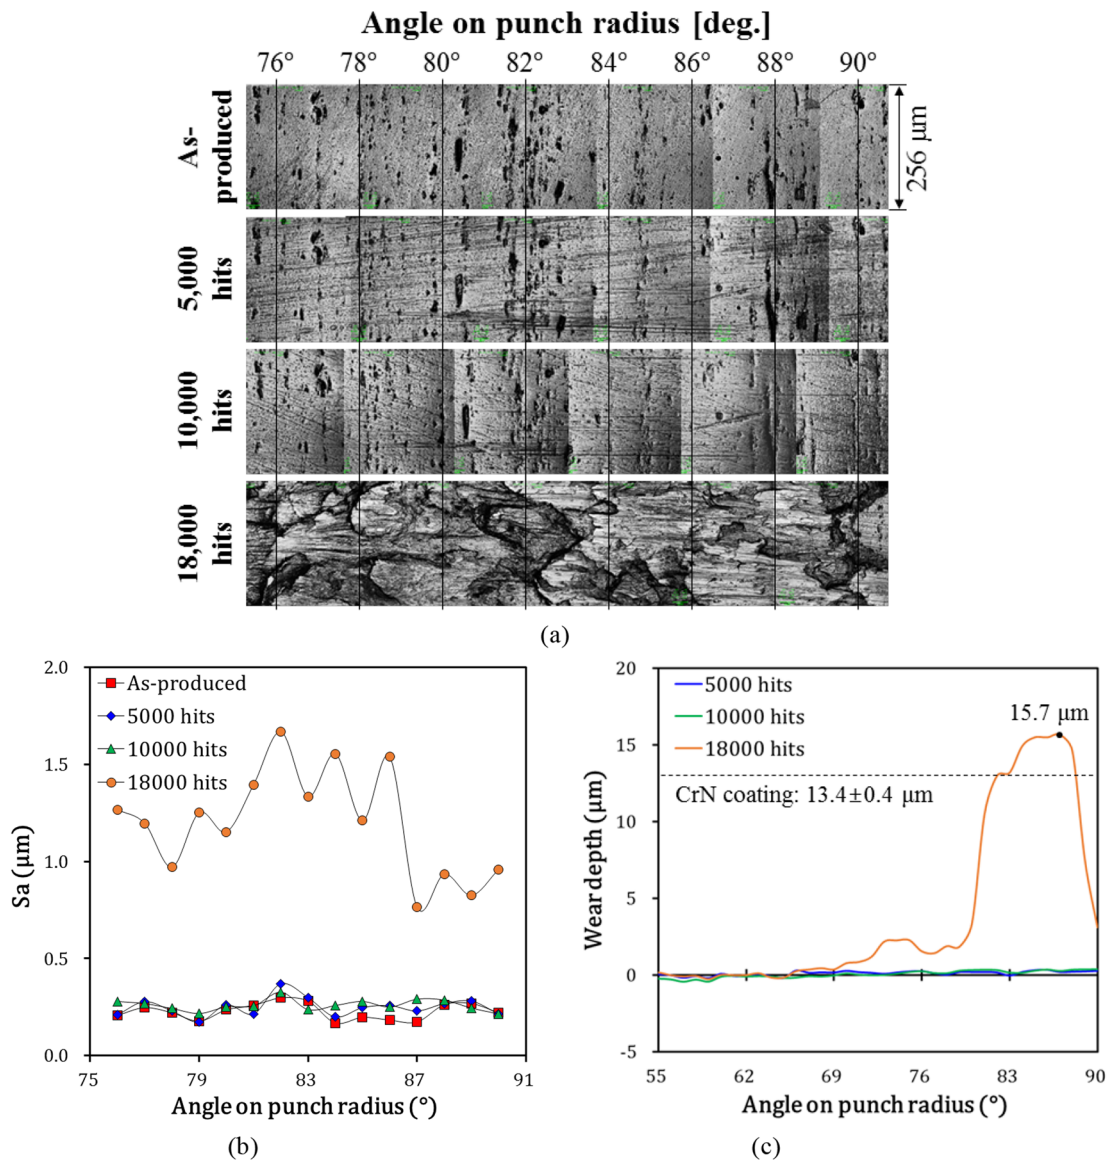 Angle on punch radius [deg.]
76° 78° 80° 82° 84° 86° 88° 90°
As-
produced
256 μm
5,000
hits
10,000
hits
18,000
hits
(a)
2.0
1.5
1.0
0.5
0.0
Sa (μm)
As-produced
5000 hits
10000 hits
18000 hits
75 79 83 87 91
Angle on punch radius (°)
(b)
20
15
10
5
0
-5
Wear depth (μm)
5000 hits
10000 hits
18000 hits
15.7 μm
CrN coating: 13.4±0.4 μm
55 62 69 76 83 90
Angle on punch radius (°)
(c)